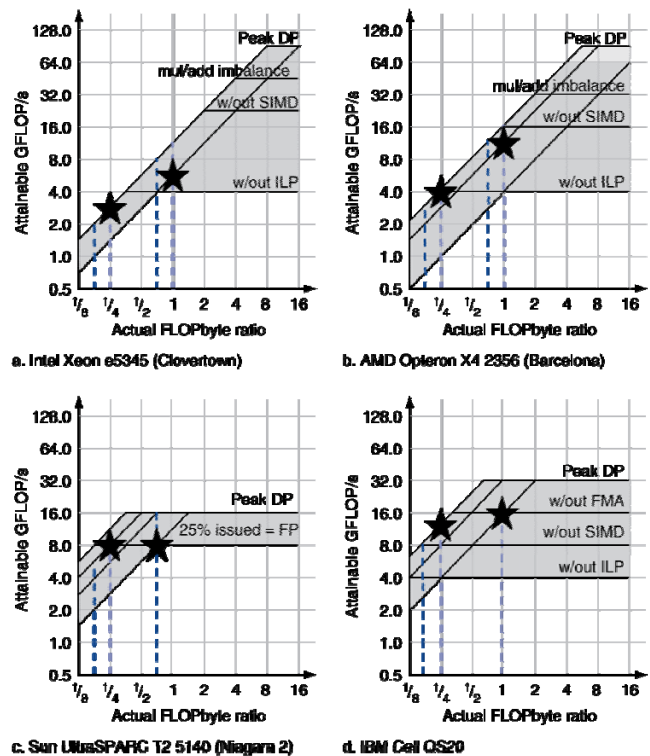 128.0
64.0
32.0
16.0
8.0
4.0
2.0
1.0
0.5
Attainable GFLOP/s
Peak DP
mul/add imbalance
w/out SIMD
w/out ILP
1/8 1/4 1/2 1 2 4 8 16
Actual FLOPbyte ratio
a. Intel Xeon e5345 (Clovertown)
128.0
64.0
32.0
16.0
8.0
4.0
2.0
1.0
0.5
Attainable GFLOP/s
Peak DP
mul/add imbalance
w/out SIMD
w/out ILP
1/8 1/4 1/2 1 2 4 8 16
Actual FLOPbyte ratio
b. AMD Opteron X4 2356 (Barcelona)
128.0
64.0
32.0
16.0
8.0
4.0
2.0
1.0
0.5
Attainable GFLOP/s
Peak DP
25% issued = FP
1/8 1/4 1/2 1 2 4 8 16
Actual FLOPbyte ratio
c. Sun UltraSPARC T2 5140 (Niagara 2)
128.0
64.0
32.0
16.0
8.0
4.0
2.0
1.0
0.5
Attainable GFLOP/s
Peak DP
w/out FMA
w/out SIMD
w/out ILP
1/8 1/4 1/2 1 2 4 8 16
Actual FLOPbyte ratio
d. IBM Cell QS20